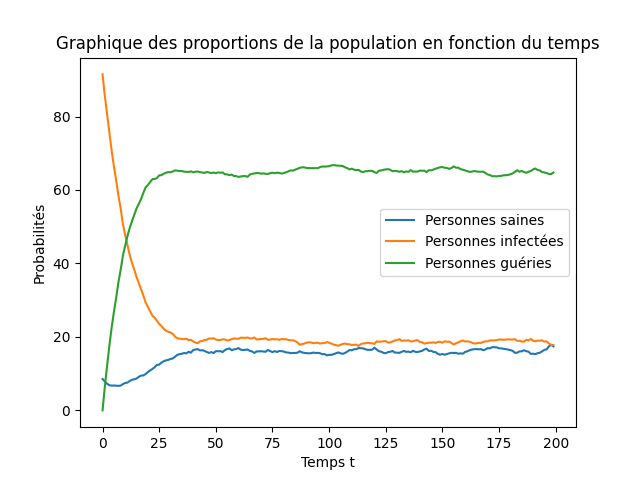 Graphique des proportions de la population en fonction du temps
80
60
40
20
0
Probabilités
Personnes saines
Personnes infectées
Personnes guéries
0 25 50 75 100 125 150 175 200
Temps t